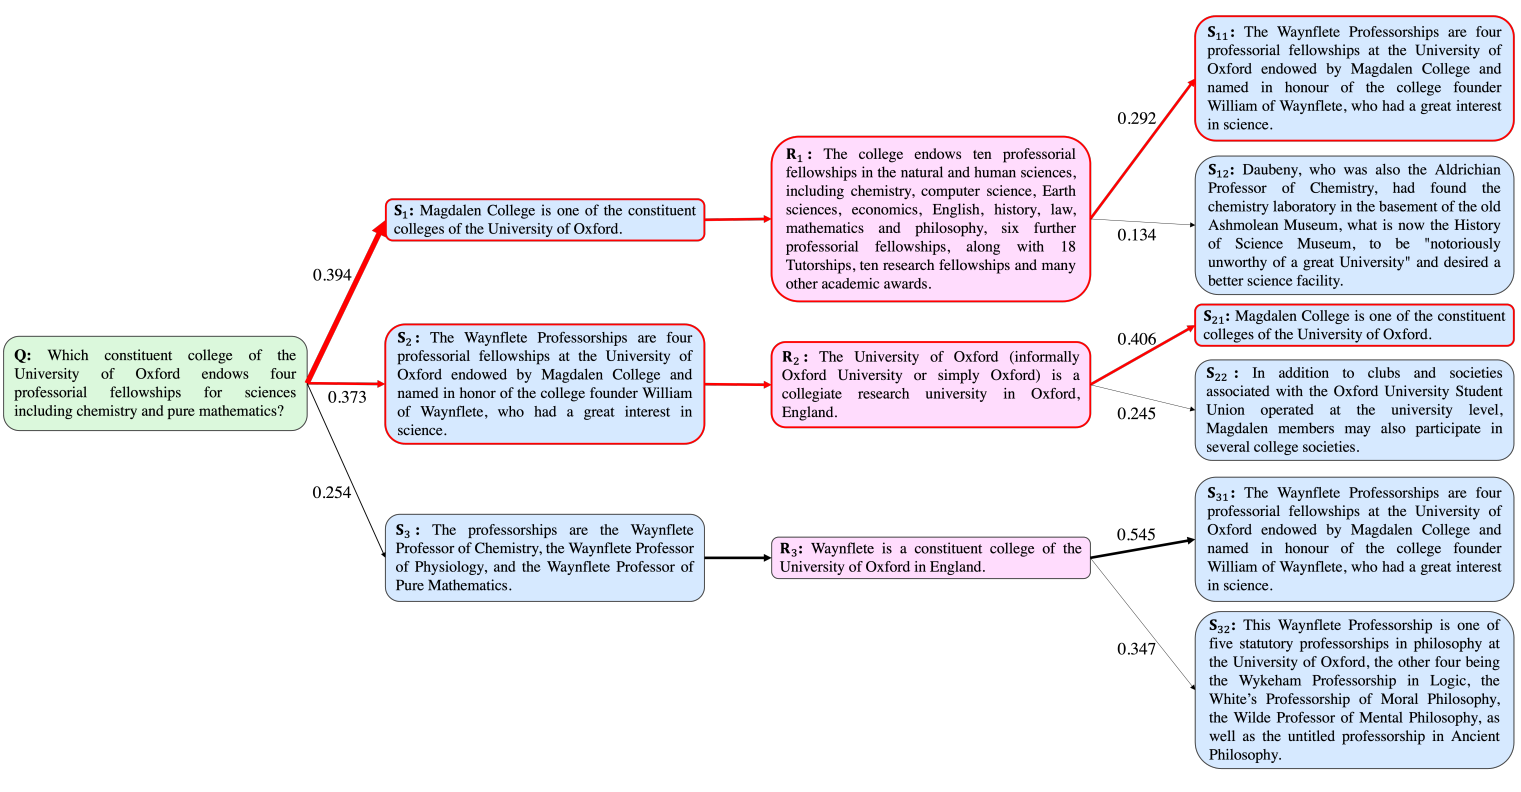 Q: Which constituent college of the
University of Oxford endows four
professorial fellowships for sciences
including chemistry and pure mathematics?
0.394
0.373
0.254
S1: Magdalen College is one of the constituent
colleges of the University of Oxford.
S2: The Waynflete Professorships are four
professorial fellowships at the University of
Oxford endowed by Magdalen College and
named in honor of the college founder William
of Waynflete, who had a great interest in
science.
S3: The professorships are the Waynflete
Professor of Chemistry, the Waynflete Professor
of Physiology, and the Waynflete Professor of
Pure Mathematics.
R1: The college endows ten professorial
fellowships in the natural and human sciences,
including chemistry, computer science, Earth
sciences, economics, English, history, law,
mathematics and philosophy, six further
professorial fellowships, along with 18
Tutorships, ten research fellowships and many
other academic awards.
R2: The University of Oxford (informally
Oxford University or simply Oxford) is a
collegiate research university in Oxford,
England.
R3: Waynflete is a constituent college of the
University of Oxford in England.
0.292
0.134
0.406
0.245
0.545
0.347
S11: The Waynflete Professorships are four
professorial fellowships at the University of
Oxford endowed by Magdalen College and
named in honour of the college founder
William of Waynflete, who had a great interest
in science.
S12: Daubeny, who was also the Aldrichian
Professor of Chemistry, had found the
chemistry laboratory in the basement of the old
Ashmolean Museum, what is now the History
of Science Museum, to be "notoriously
unworthy of a great University" and desired a
better science facility.
S21: Magdalen College is one of the constituent
colleges of the University of Oxford.
S22: In addition to clubs and societies
associated with the Oxford University Student
Union operated at the university level,
Magdalen members may also participate in
several college societies.
S31: The Waynflete Professorships are four
professorial fellowships at the University of
Oxford endowed by Magdalen College and
named in honour of the college founder
William of Waynflete, who had a great interest
in science.
S32: This Waynflete Professorship is one of
five statutory professorships in philosophy at
the University of Oxford, the other four being
the Wykeham Professorship in Logic, the
White's Professorship of Moral Philosophy,
the Wilde Professor of Mental Philosophy, as
well as the untitled professorship in Ancient
Philosophy.